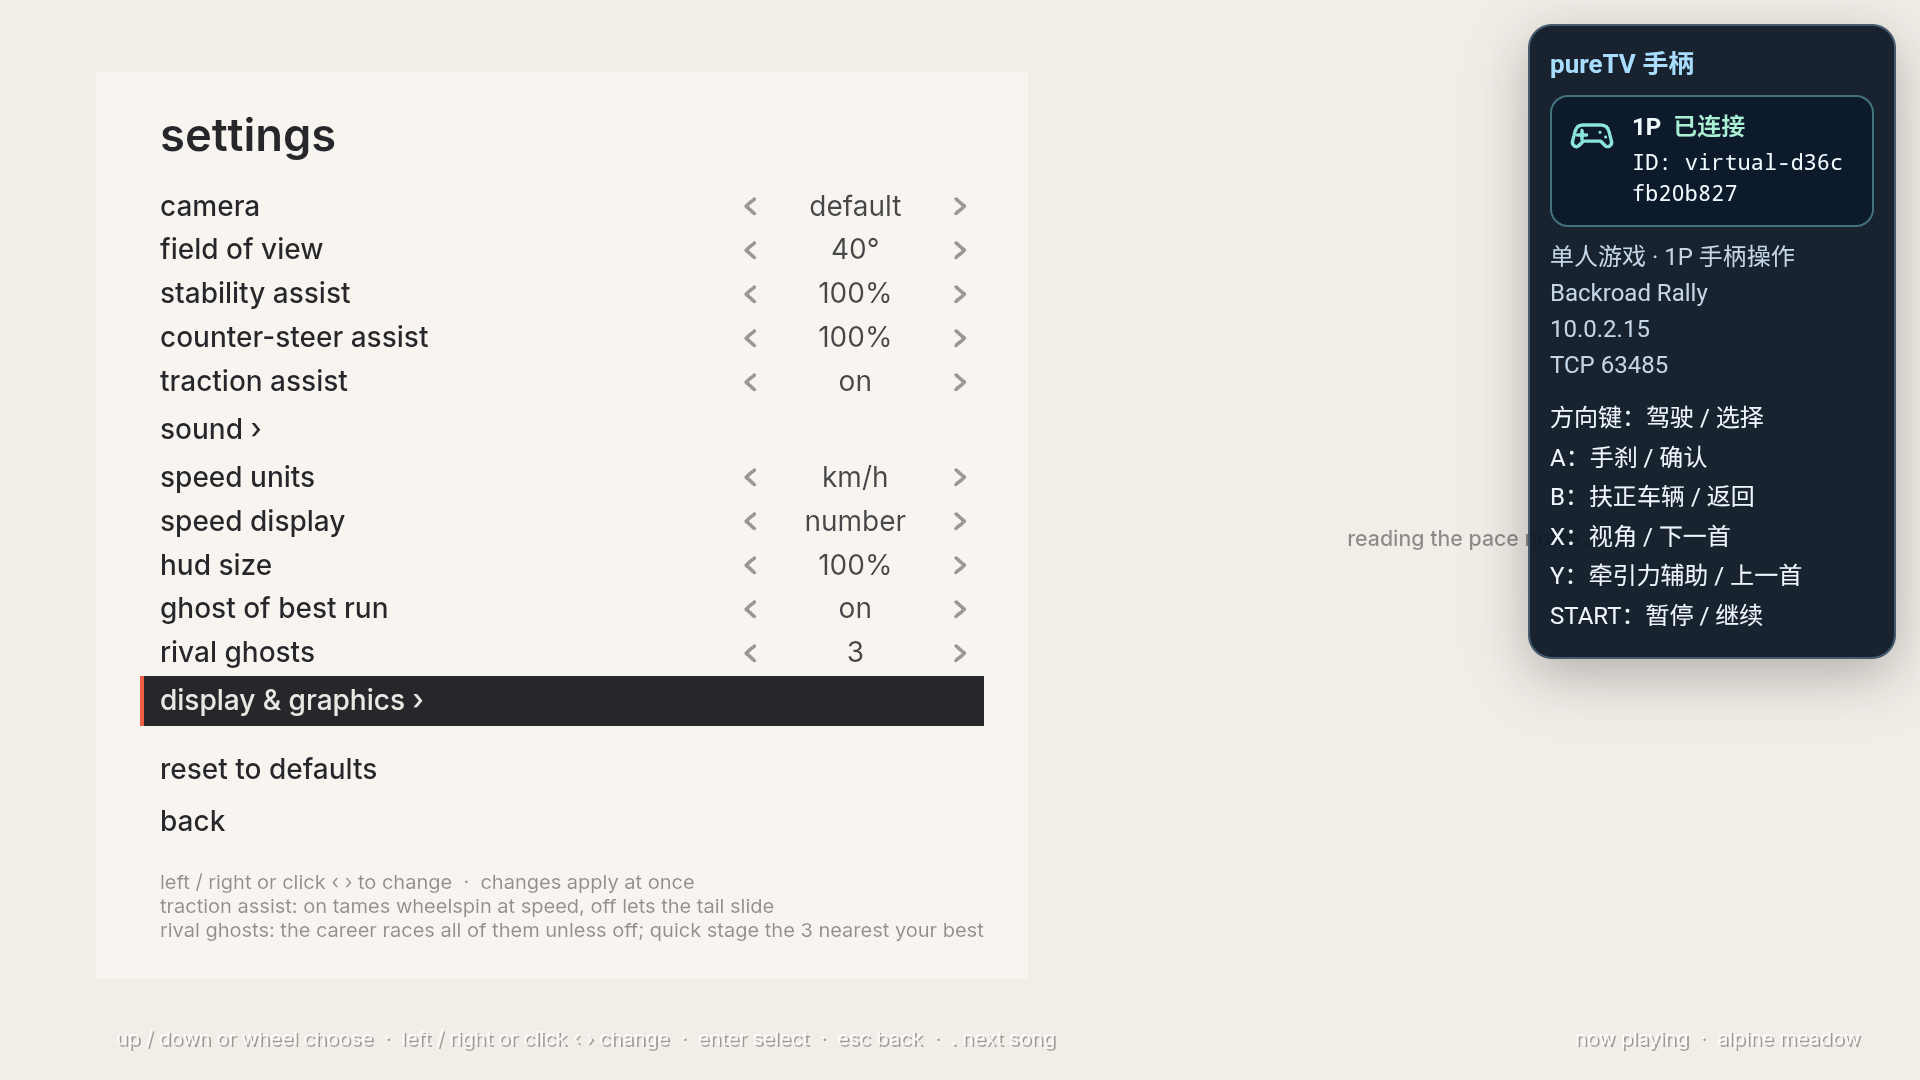 settings
camera < default >
field of view < 40° >
stability assist < 100% >
counter-steer assist < 100% >
traction assist < on >
sound ›
speed units < km/h >
speed display < number >
hud size < 100% >
ghost of best run < on >
rival ghosts < 3 >
display & graphics ›
reset to defaults
back
left / right or click ‹ › to change · changes apply at once
traction assist: on tames wheelspin at speed, off lets the tail slide
rival ghosts: the career races all of them unless off; quick stage the 3 nearest your best
reading the pace
pureTV 手柄
1P 已连接
ID: virtual-d36c
fb20b827
单人游戏 · 1P 手柄操作
Backroad Rally
10.0.2.15
TCP 63485
方向键：驾驶 / 选择
A：手刹 / 确认
B：扶正车辆 / 返回
X：视角 / 下一首
Y：牵引力辅助 / 上一首
START：暂停 / 继续
up / down or wheel choose · left / right or click ‹ › change · enter select · esc back · . next song
now playing · alpine meadow